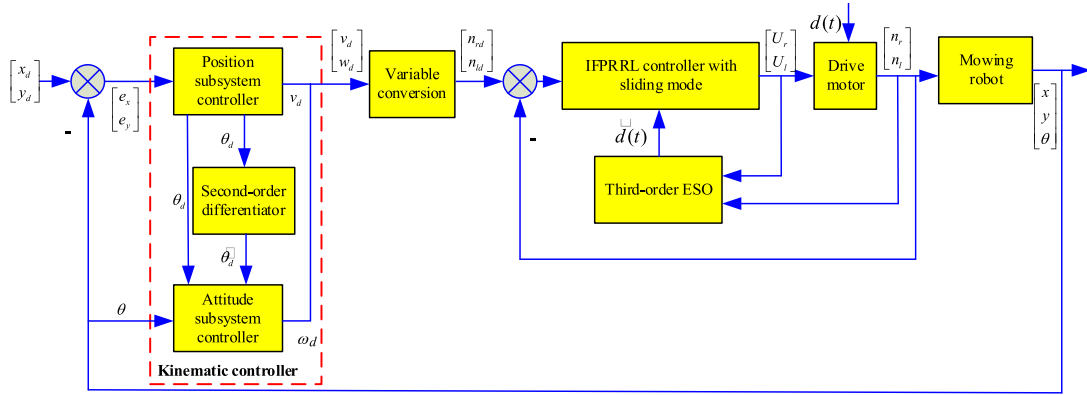 [x_d
y_d]
-
[e_x
e_y]
Position
subsystem
controller
v_d
θ_d
θ_d
Second-order
differentiator
θ̇_d
θ
Attitude
subsystem
controller
ω_d
Kinematic controller
[v_d
w_d]
Variable
conversion
[n_rd
n_ld]
-
IFPRRL controller with
sliding mode
d(t)
Third-order ESO
[U_r
U_l]
d(t)
Drive
motor
[n_r
n_l]
Mowing
robot
[x
y
θ]